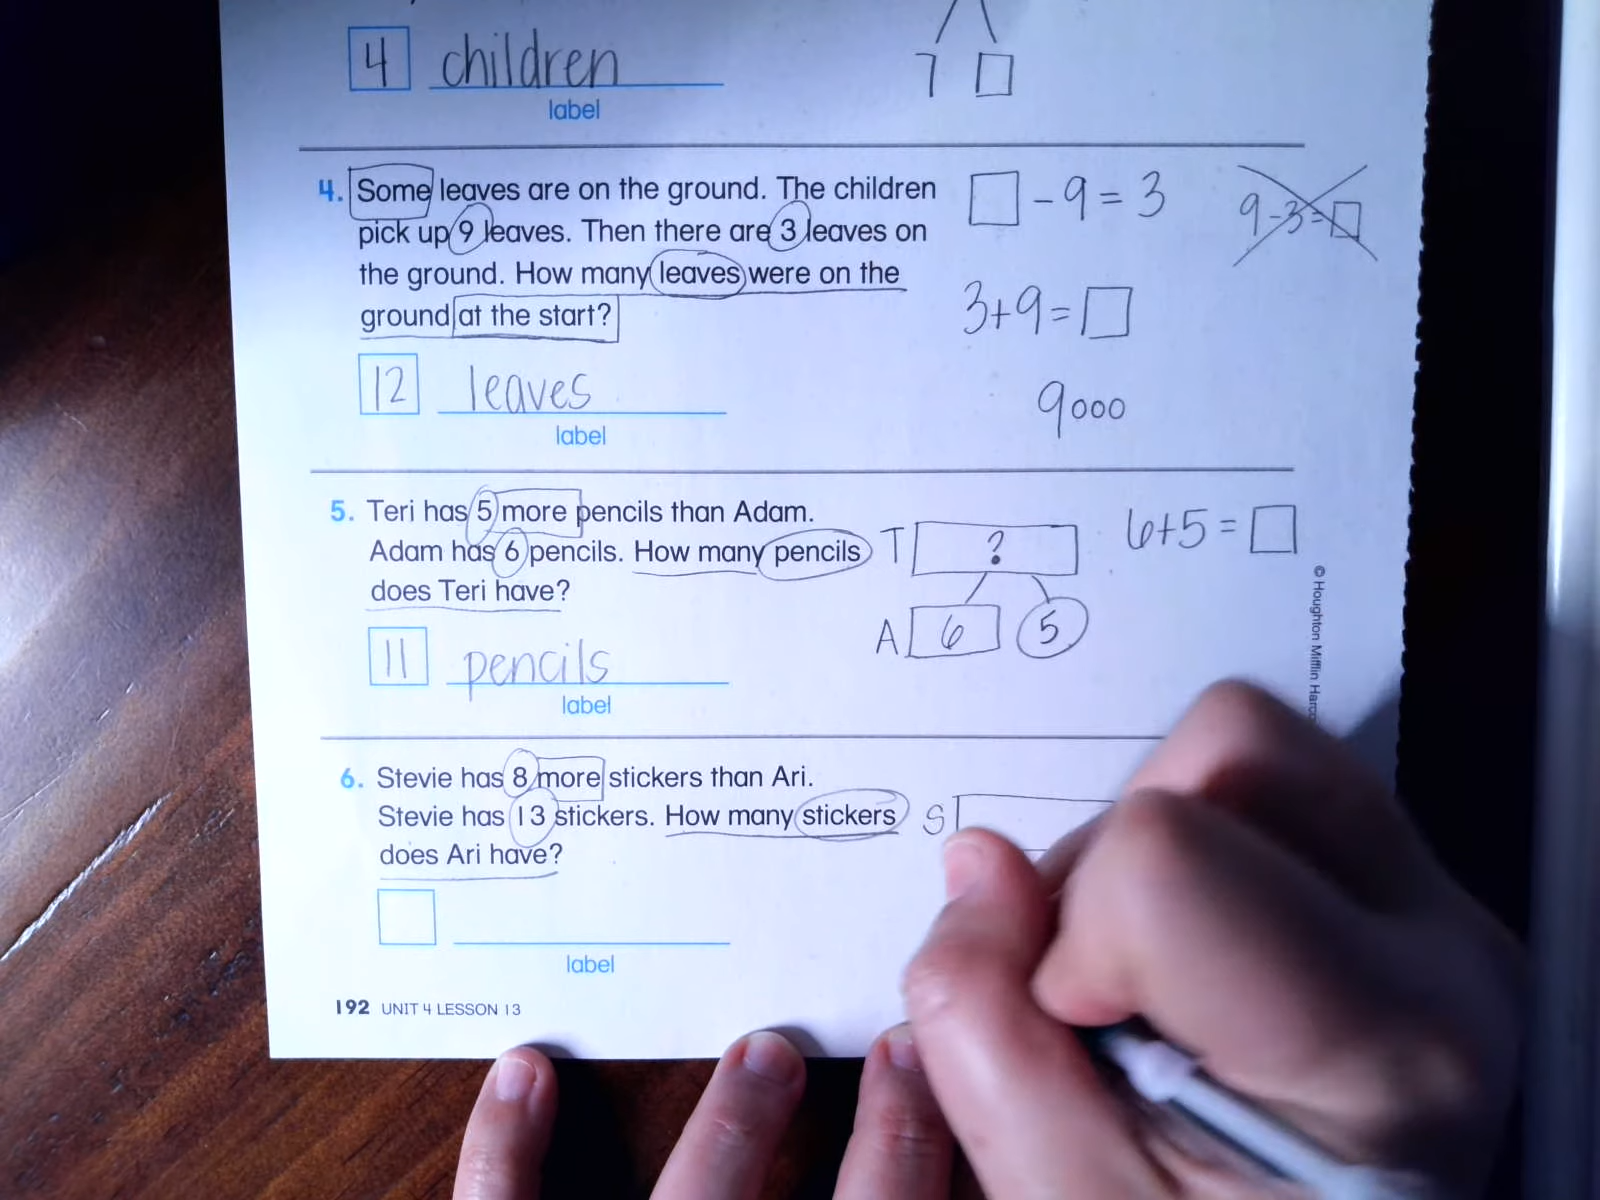 4 children
label
7
4. Some leaves are on the ground. The children
pick up 9 leaves. Then there are 3 leaves on
the ground. How many leaves were on the
ground at the start?
12 leaves
label
□ - 9 = 3
9 - 3 = □
3 + 9 = □
9ooo
5. Teri has 5 more pencils than Adam.
Adam has 6 pencils. How many pencils
does Teri have?
11 pencils
label
T ?
A 6 5
6 + 5 = □
6. Stevie has 8 more stickers than Ari.
Stevie has 13 stickers. How many stickers
does Ari have?
label
S
192 UNIT 4 LESSON 13
© Houghton Mifflin